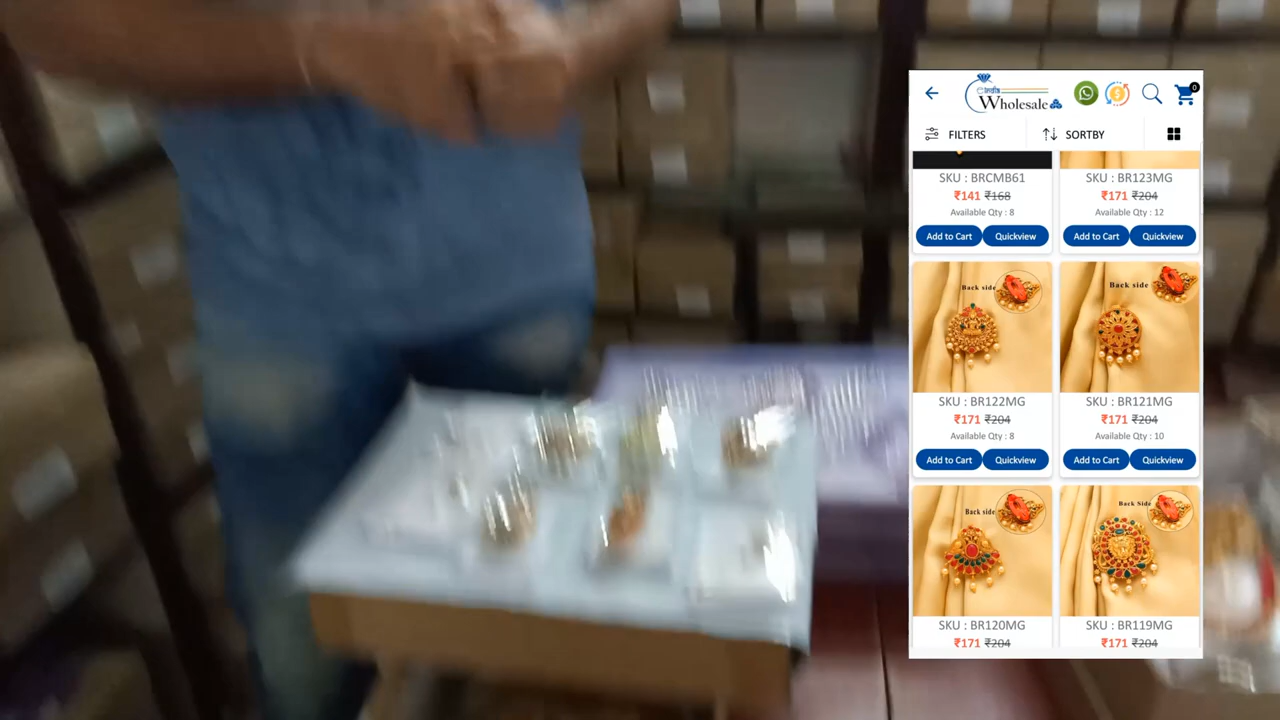 eIndia
Wholesale
0
FILTERS
SORTBY
SKU : BRCMB61
₹141 ₹168
Available Qty : 8
Add to Cart
Quickview
SKU : BR123MG
₹171 ₹204
Available Qty : 12
Add to Cart
Quickview
Back side
SKU : BR122MG
₹171 ₹204
Available Qty : 8
Add to Cart
Quickview
Back side
SKU : BR121MG
₹171 ₹204
Available Qty : 10
Add to Cart
Quickview
Back side
SKU : BR120MG
₹171 ₹204
Back Side
SKU : BR119MG
₹171 ₹204